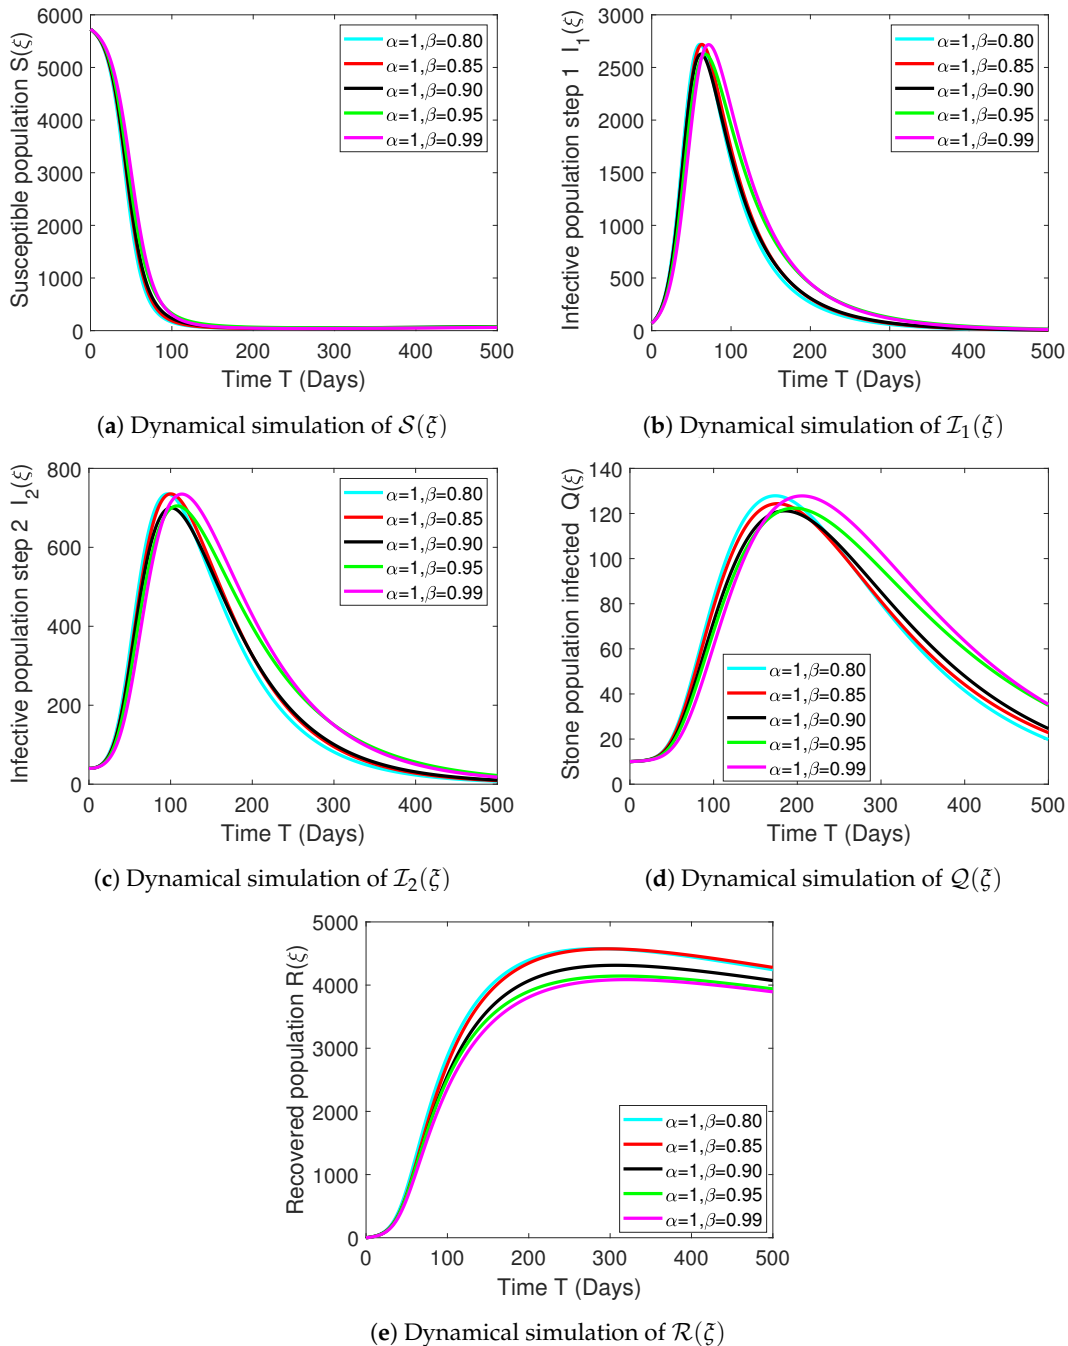 6000
5000
4000
3000
2000
1000
0
0 100 200 300 400 500
Susceptible population S(ξ)
Time T (Days)
α=1,β=0.80
α=1,β=0.85
α=1,β=0.90
α=1,β=0.95
α=1,β=0.99
(a) Dynamical simulation of 𝒮(ξ)
3000
2500
2000
1500
1000
500
0
0 100 200 300 400 500
Infective population step 1 I₁(ξ)
Time T (Days)
α=1,β=0.80
α=1,β=0.85
α=1,β=0.90
α=1,β=0.95
α=1,β=0.99
(b) Dynamical simulation of ℐ₁(ξ)
800
600
400
200
0
0 100 200 300 400 500
Infective population step 2 I₂(ξ)
Time T (Days)
α=1,β=0.80
α=1,β=0.85
α=1,β=0.90
α=1,β=0.95
α=1,β=0.99
(c) Dynamical simulation of ℐ₂(ξ)
140
120
100
80
60
40
20
0
0 100 200 300 400 500
Stone population infected Q(ξ)
Time T (Days)
α=1,β=0.80
α=1,β=0.85
α=1,β=0.90
α=1,β=0.95
α=1,β=0.99
(d) Dynamical simulation of 𝒬(ξ)
5000
4000
3000
2000
1000
0
0 100 200 300 400 500
Recovered population R(ξ)
Time T (Days)
α=1,β=0.80
α=1,β=0.85
α=1,β=0.90
α=1,β=0.95
α=1,β=0.99
(e) Dynamical simulation of ℛ(ξ)